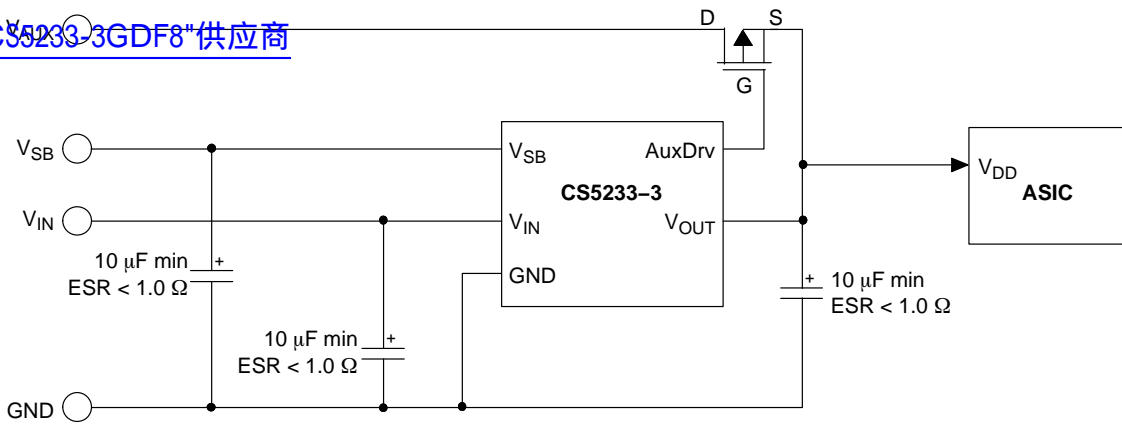 VAUX
CS5233-3GDF8"供应商
D S
G
VSB
VSB
AuxDrv
CS5233–3
VDD
ASIC
VIN
VIN
VOUT
10 μF min
ESR < 1.0 Ω
GND
10 μF min
ESR < 1.0 Ω
10 μF min
ESR < 1.0 Ω
GND